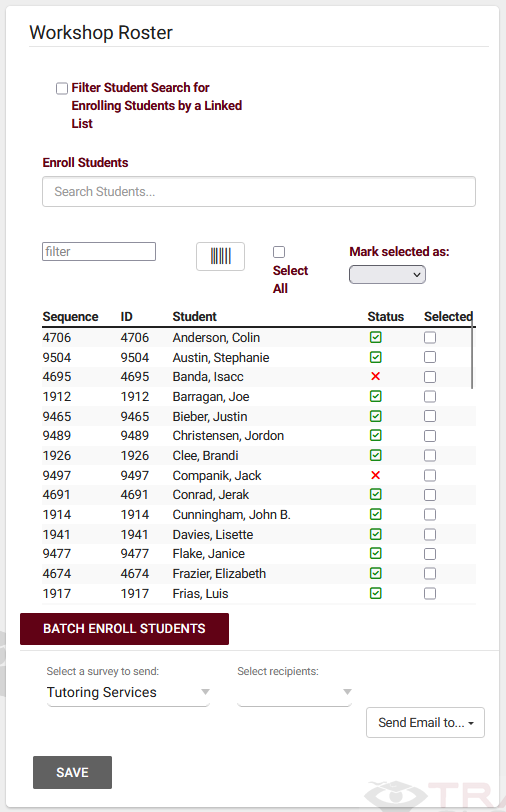 Workshop Roster
Filter Student Search for
Enrolling Students by a Linked
List
Enroll Students
Search Students...
filter
Select
All
Mark selected as:
Sequence ID Student Status Selected
4706 4706 Anderson, Colin
9504 9504 Austin, Stephanie
4695 4695 Banda, Isacc
1912 1912 Barragan, Joe
9465 9465 Bieber, Justin
9489 9489 Christensen, Jordon
1926 1926 Clee, Brandi
9497 9497 Companik, Jack
4691 4691 Conrad, Jerak
1914 1914 Cunningham, John B.
1941 1941 Davies, Lisette
9477 9477 Flake, Janice
4674 4674 Frazier, Elizabeth
1917 1917 Frias, Luis
BATCH ENROLL STUDENTS
Select a survey to send: Select recipients:
Tutoring Services
Send Email to...
SAVE